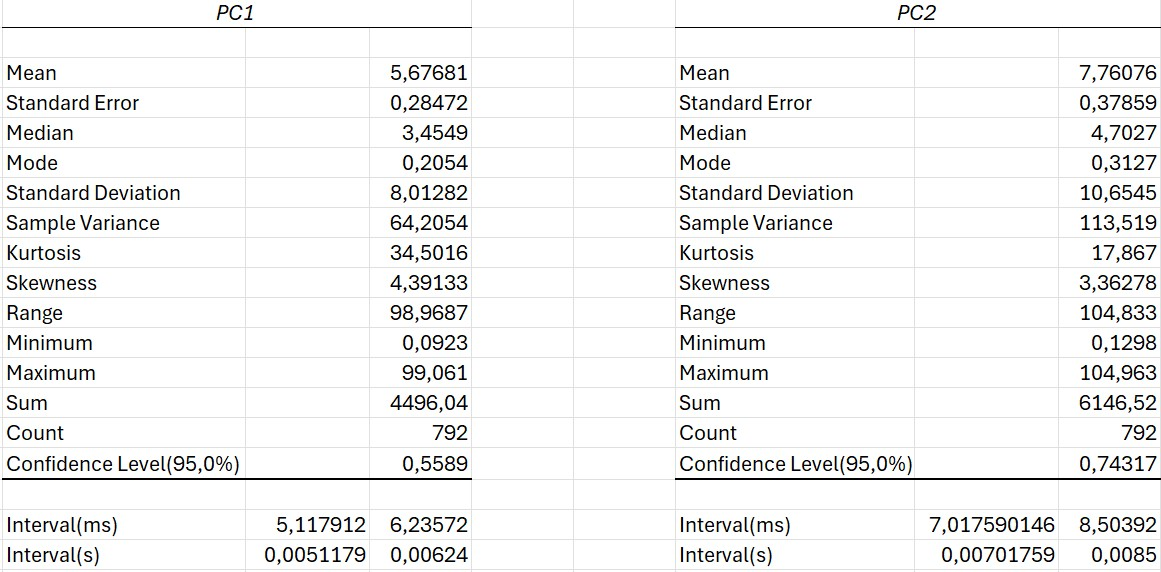 PC1 PC2
Mean 5,67681 Mean 7,76076
Standard Error 0,28472 Standard Error 0,37859
Median 3,4549 Median 4,7027
Mode 0,2054 Mode 0,3127
Standard Deviation 8,01282 Standard Deviation 10,6545
Sample Variance 64,2054 Sample Variance 113,519
Kurtosis 34,5016 Kurtosis 17,867
Skewness 4,39133 Skewness 3,36278
Range 98,9687 Range 104,833
Minimum 0,0923 Minimum 0,1298
Maximum 99,061 Maximum 104,963
Sum 4496,04 Sum 6146,52
Count 792 Count 792
Confidence Level(95,0%) 0,5589 Confidence Level(95,0%) 0,74317
Interval(ms) 5,117912 6,23572 Interval(ms) 7,017590146 8,50392
Interval(s) 0,0051179 0,00624 Interval(s) 0,00701759 0,0085